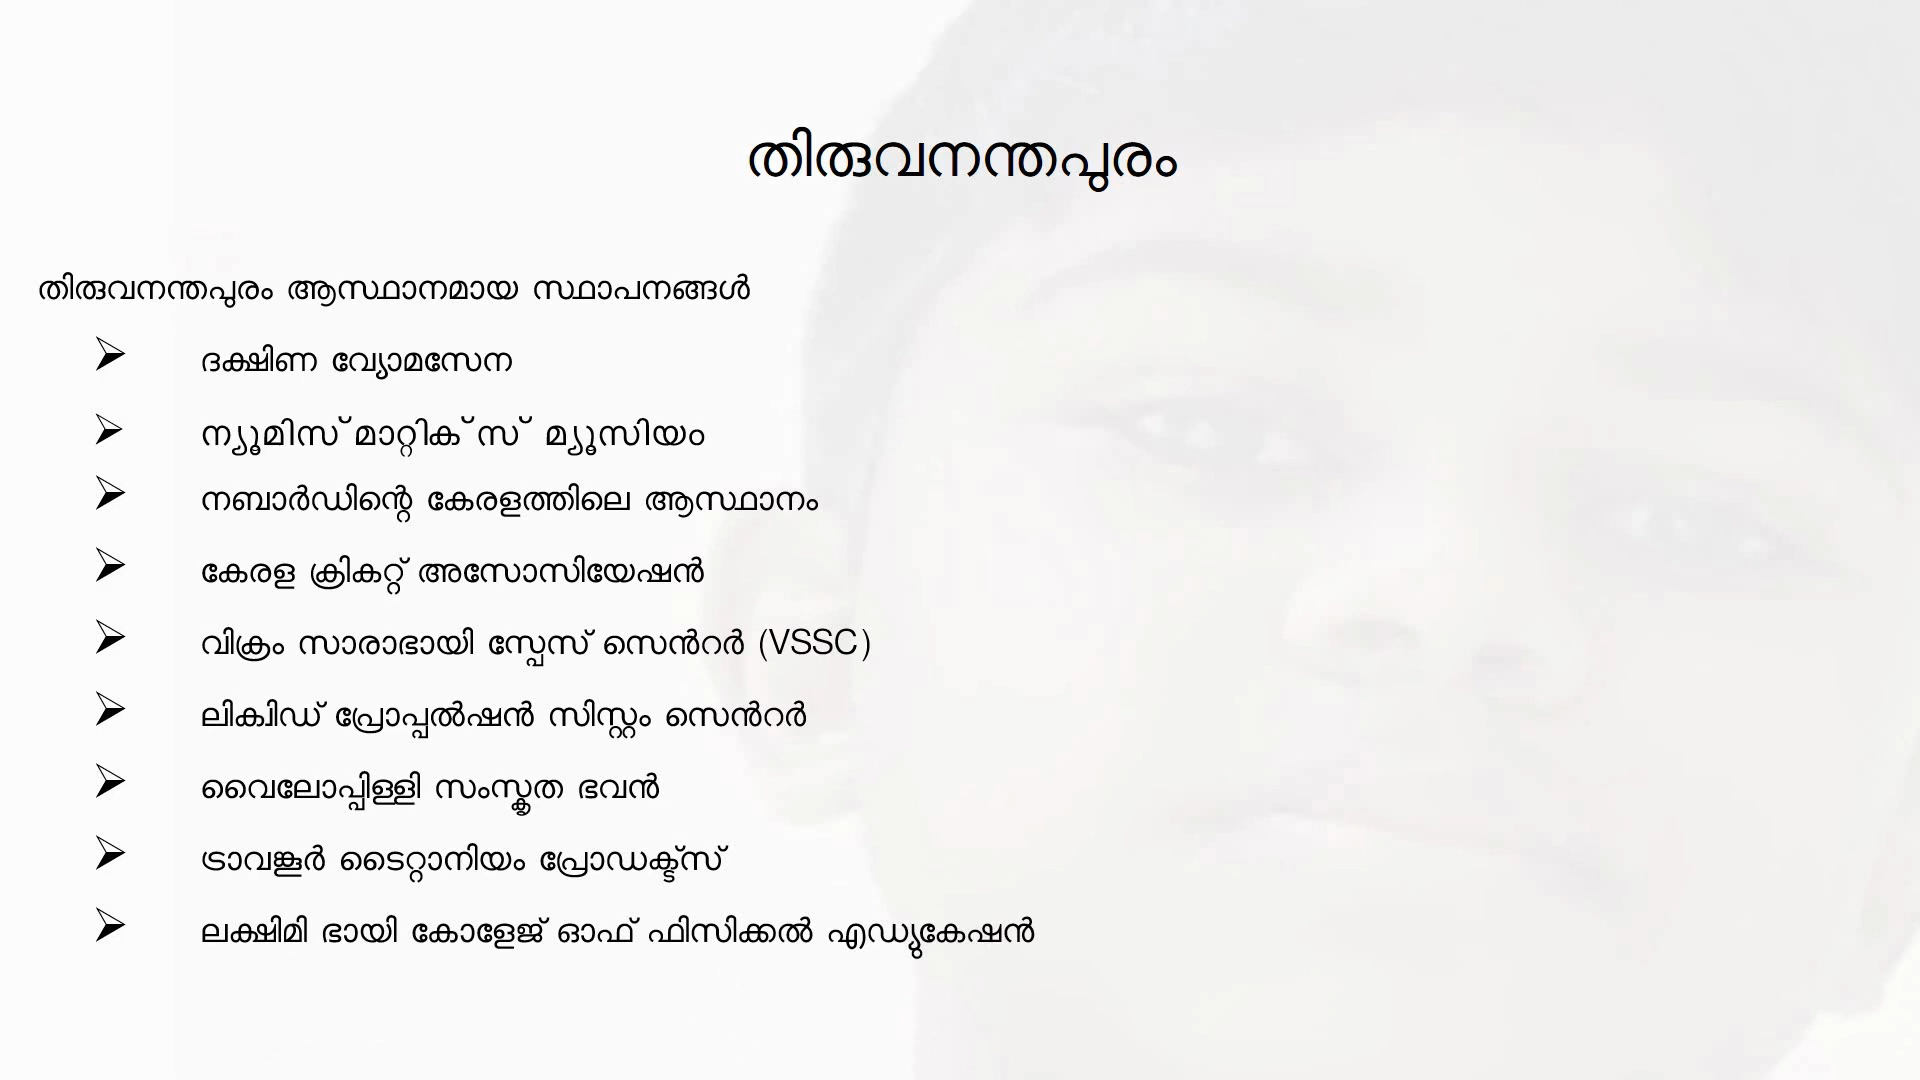 തിരുവനന്തപുരം
തിരുവനന്തപുരം ആസ്ഥാനമായ സ്ഥാപനങ്ങൾ
➢ ദക്ഷിണ വ്യോമസേന
➢ ന്യൂമിസ്മാറ്റിക്സ് മ്യൂസിയം
➢ നബാർഡിന്റെ കേരളത്തിലെ ആസ്ഥാനം
➢ കേരള ക്രികറ്റ് അസോസിയേഷൻ
➢ വിക്രം സാരാഭായി സ്പേസ് സെൻറർ (VSSC)
➢ ലിക്വിഡ് പ്രോപ്പൽഷൻ സിസ്റ്റം സെൻറർ
➢ വൈലോപ്പിള്ളി സംസ്കൃത ഭവൻ
➢ ട്രാവങ്കൂർ ടൈറ്റാനിയം പ്രോഡക്ട്സ്
➢ ലക്ഷിമി ഭായി കോളേജ് ഓഫ് ഫിസിക്കൽ എഡ്യുകേഷൻ